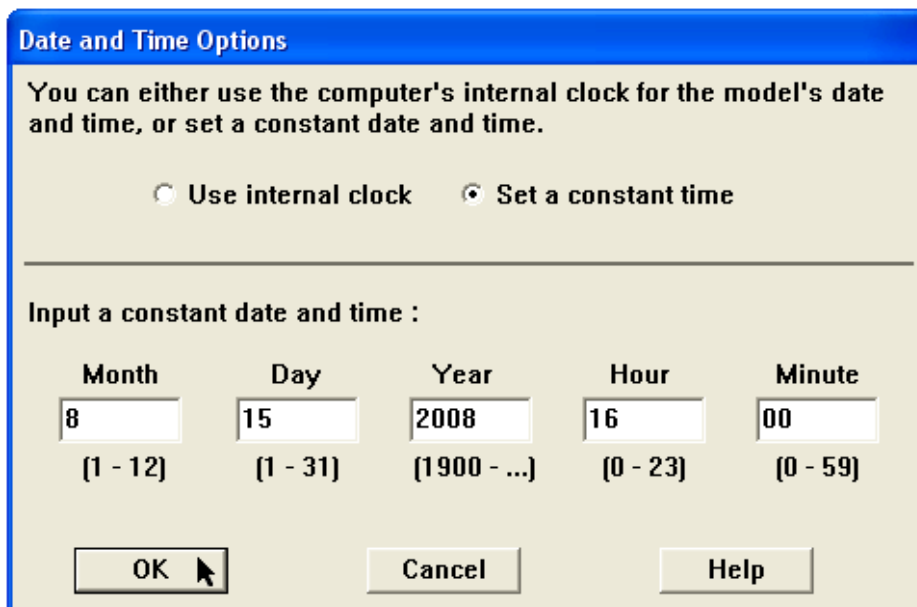 Date and Time Options
You can either use the computer's internal clock for the model's date
and time, or set a constant date and time.
Use internal clock Set a constant time
Input a constant date and time :
Month Day Year Hour Minute
8 15 2008 16 00
(1 - 12) (1 - 31) (1900 - ...) (0 - 23) (0 - 59)
OK Cancel Help